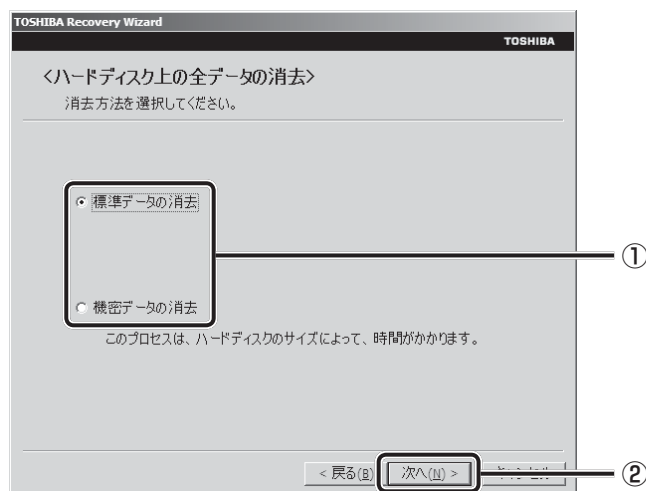 TOSHIBA Recovery Wizard
TOSHIBA
<ハードディスク上の全データの消去>
消去方法を選択してください。
標準データの消去
①
機密データの消去
このプロセスは、ハードディスクのサイズによって、時間がかかります。
< 戻る(B) 次へ(N) >
②